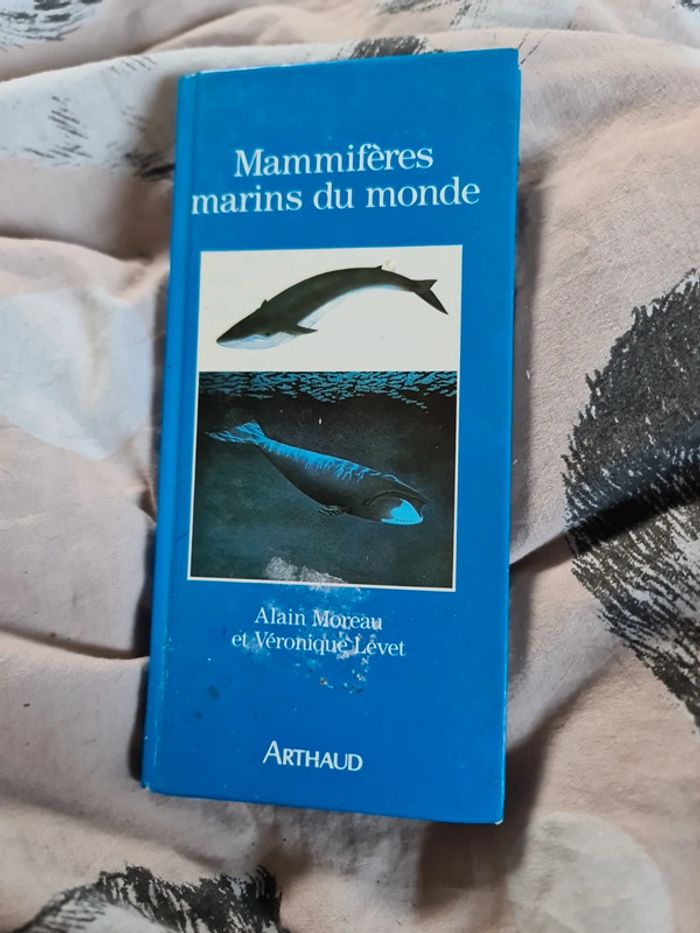 Mammifères
marins du monde
Alain Moreau
et Véronique Levet
ARTHAUD